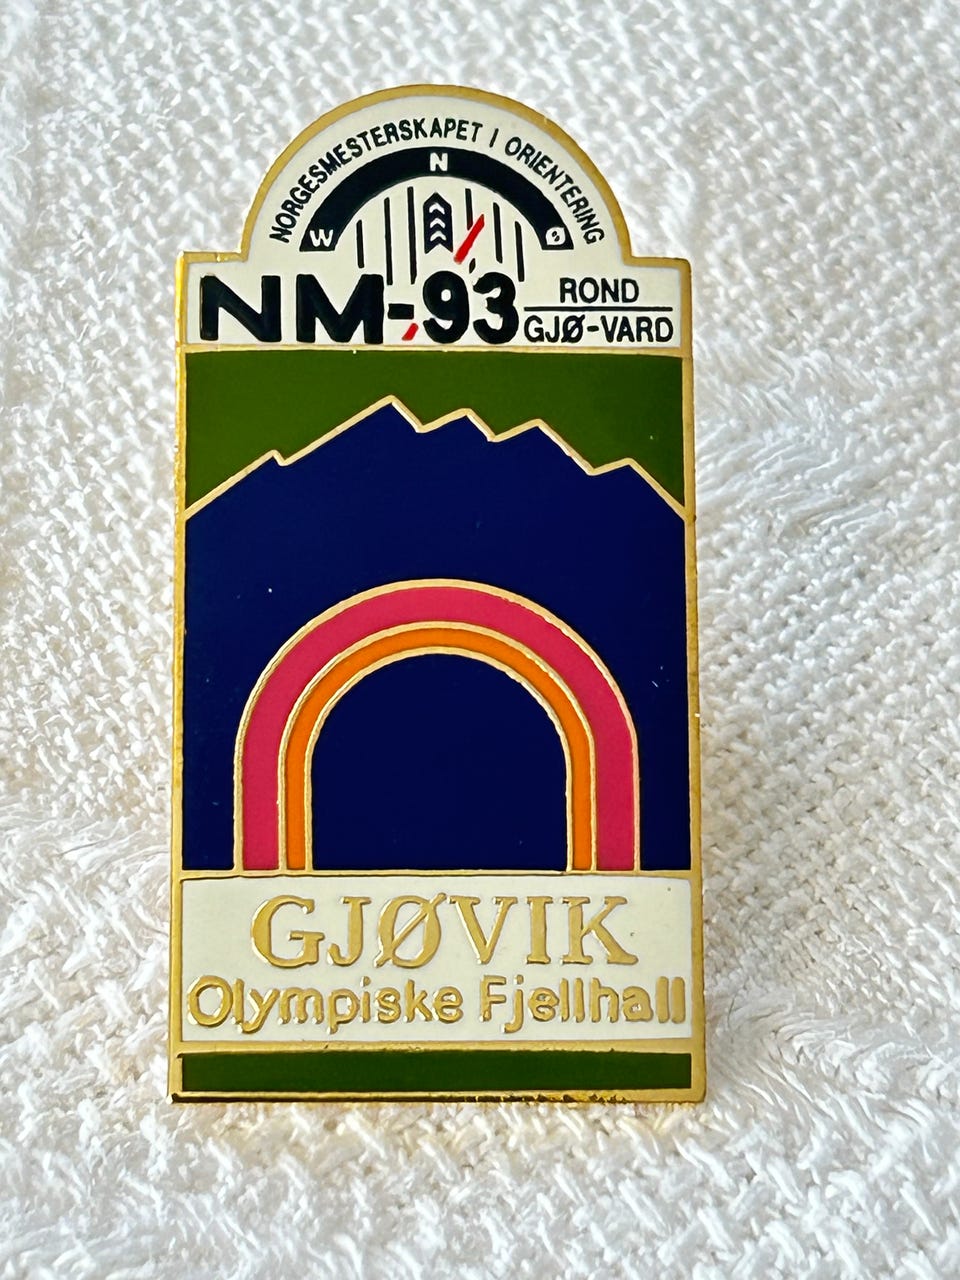 NORGESMESTERSKAPET I ORIENTERING
N
W Ø
NM-93
ROND
GJØ-VARD
GJØVIK
Olympiske Fjellhall